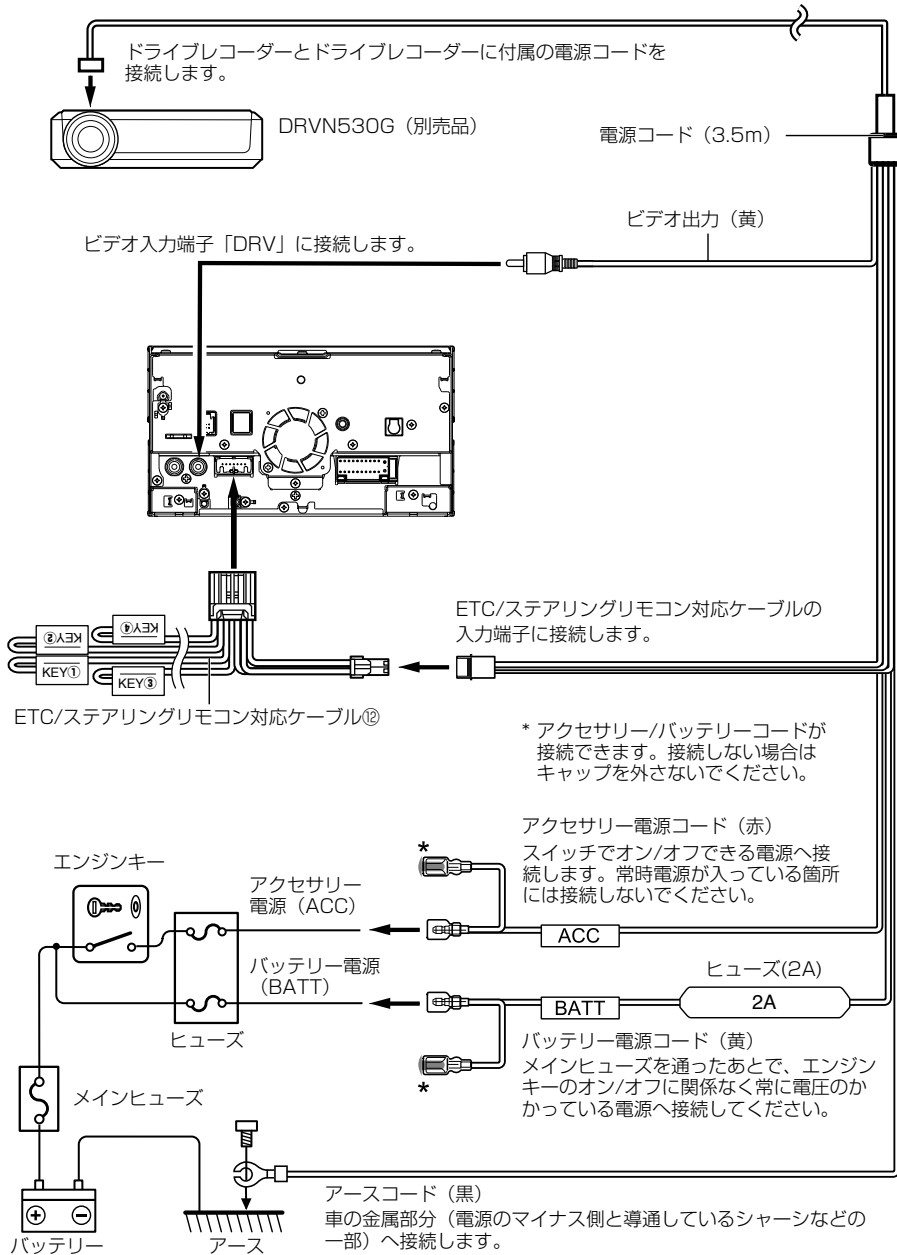 ドライブレコーダーとドライブレコーダーに付属の電源コードを
接続します。
DRVN530G（別売品）
電源コード（3.5m）
ビデオ出力（黄）
ビデオ入力端子「DRV」に接続します。
ETC/ステアリングリモコン対応ケーブルの
入力端子に接続します。
KEY②
KEY④
KEY①
KEY③
ETC/ステアリングリモコン対応ケーブル⑫
* アクセサリー/バッテリーコードが
接続できます。接続しない場合は
キャップを外さないでください。
アクセサリー電源コード（赤）
スイッチでオン/オフできる電源へ接
続します。常時電源が入っている箇所
には接続しないでください。
*
エンジンキー
アクセサリー
電源（ACC）
ACC
バッテリー電源
（BATT）
ヒューズ(2A)
BATT
2A
ヒューズ
バッテリー電源コード（黄）
メインヒューズを通ったあとで、エンジン
キーのオン/オフに関係なく常に電圧のか
かっている電源へ接続してください。
*
メインヒューズ
アースコード（黒）
車の金属部分（電源のマイナス側と導通しているシャーシなどの
一部）へ接続します。
⊕ ⊖
バッテリー
アース